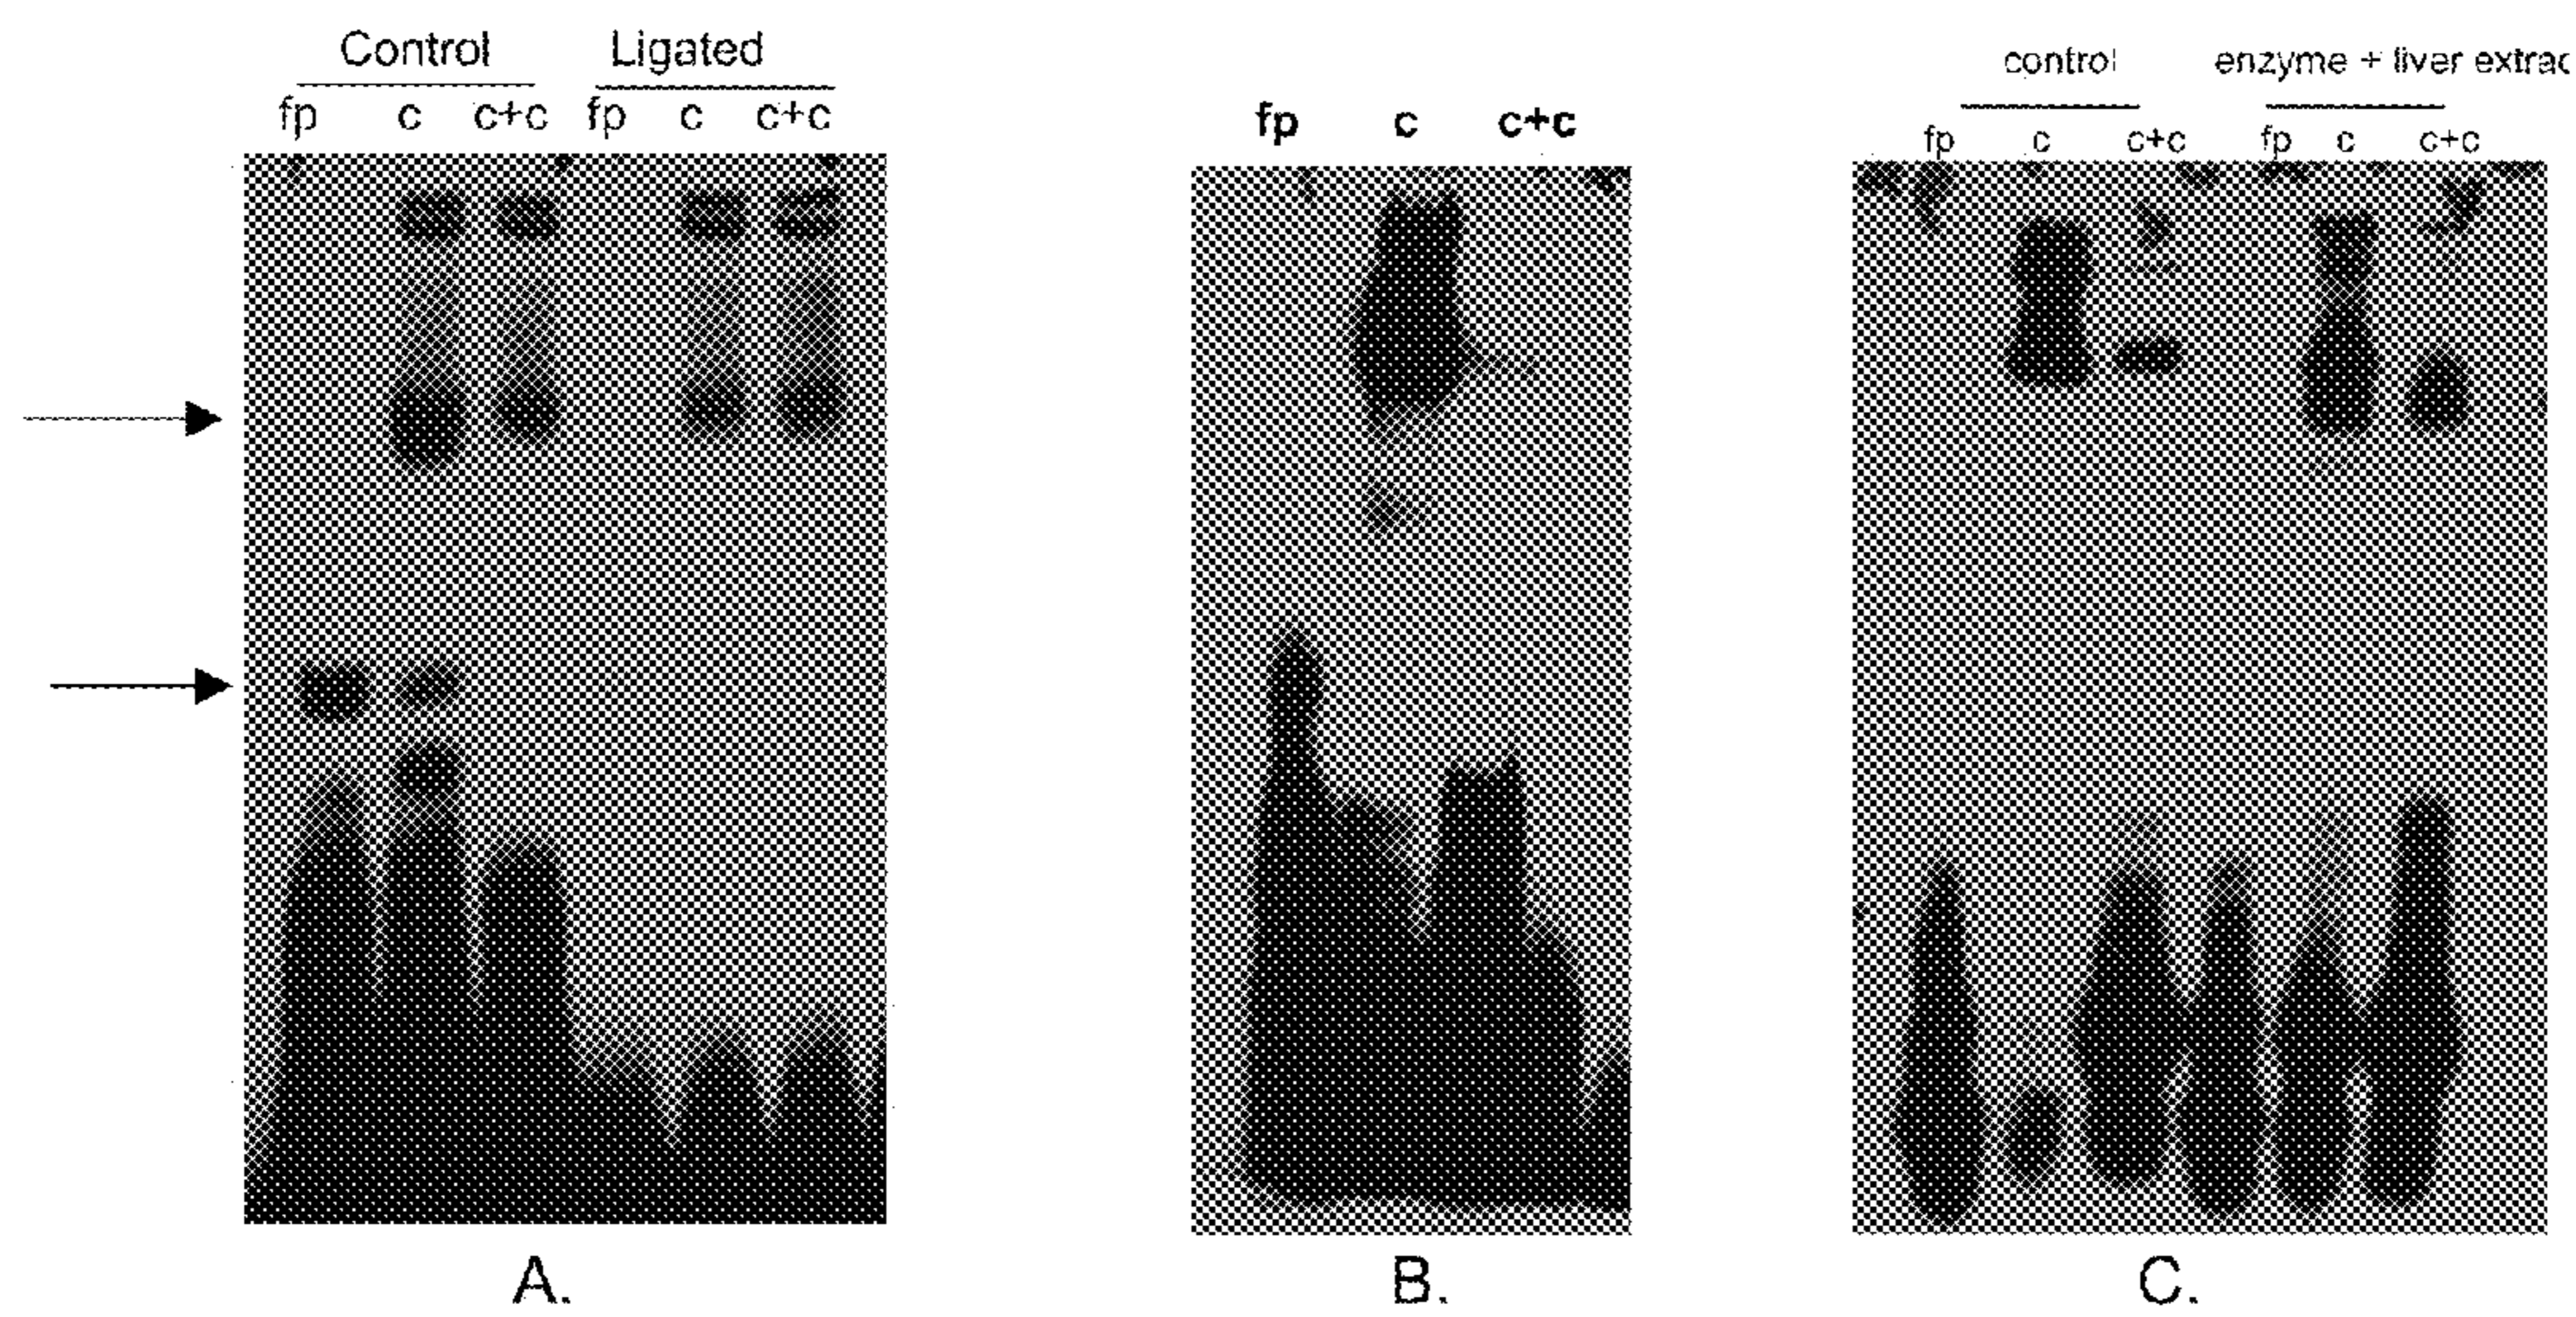 Control Ligated
fp c c+c fp c c+c
fp c c+c
control enzyme + liver extrac
fp c c+c fp c c+c
A. B. C.